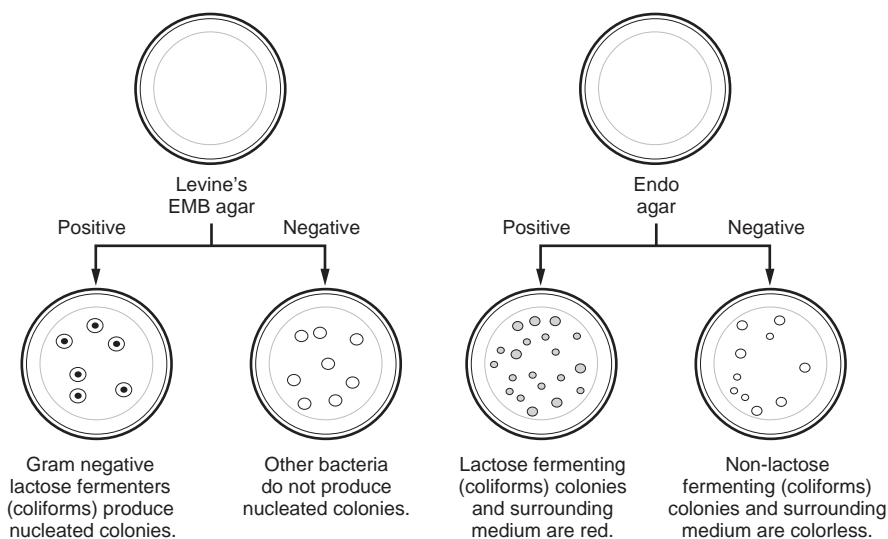 Levine's
EMB agar
Positive
Negative
Gram negative
lactose fermenters
(coliforms) produce
nucleated colonies.
Other bacteria
do not produce
nucleated colonies.
Endo
agar
Positive
Negative
Lactose fermenting
(coliforms) colonies
and surrounding
medium are red.
Non-lactose
fermenting (coliforms)
colonies and surrounding
medium are colorless.